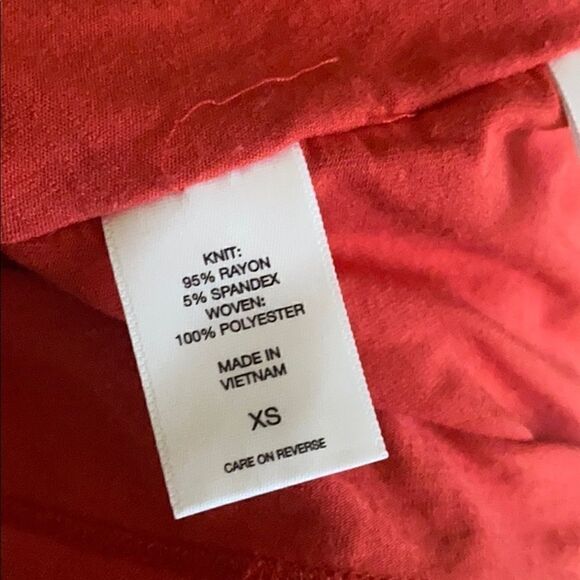 KNIT:
95% RAYON
5% SPANDEX
WOVEN:
100% POLYESTER
MADE IN
VIETNAM
XS
CARE ON REVERSE